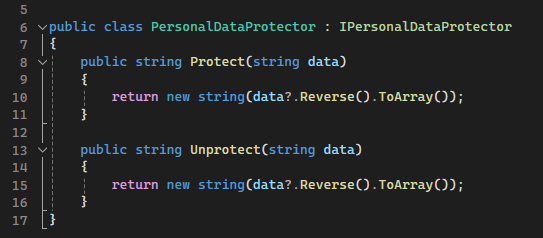 5
6 public class PersonalDataProtector : IPersonalDataProtector
7 {
8 public string Protect(string data)
9 {
10 return new string(data?.Reverse().ToArray());
11 }
12
13 public string Unprotect(string data)
14 {
15 return new string(data?.Reverse().ToArray());
16 }
17 }